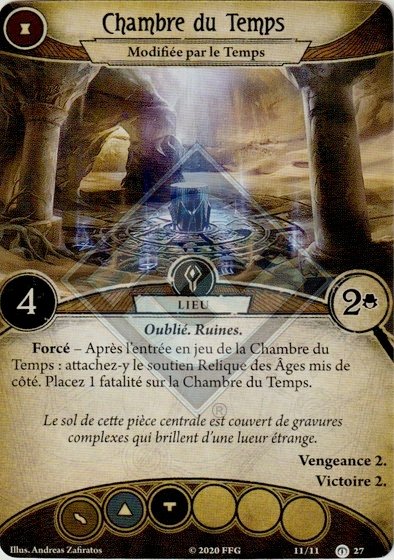 Chambre du Temps
Modifiée par le Temps
4
LIEU
2
Oublié. Ruines.
Forcé – Après l'entrée en jeu de la Chambre du
Temps : attachez-y le soutien Relique des Âges mis de
côté. Placez 1 fatalité sur la Chambre du Temps.
Le sol de cette pièce centrale est couvert de gravures
complexes qui brillent d'une lueur étrange.
Vengeance 2.
Victoire 2.
Illus. Andreas Zafiratos
© 2020 FFG
11/11
27